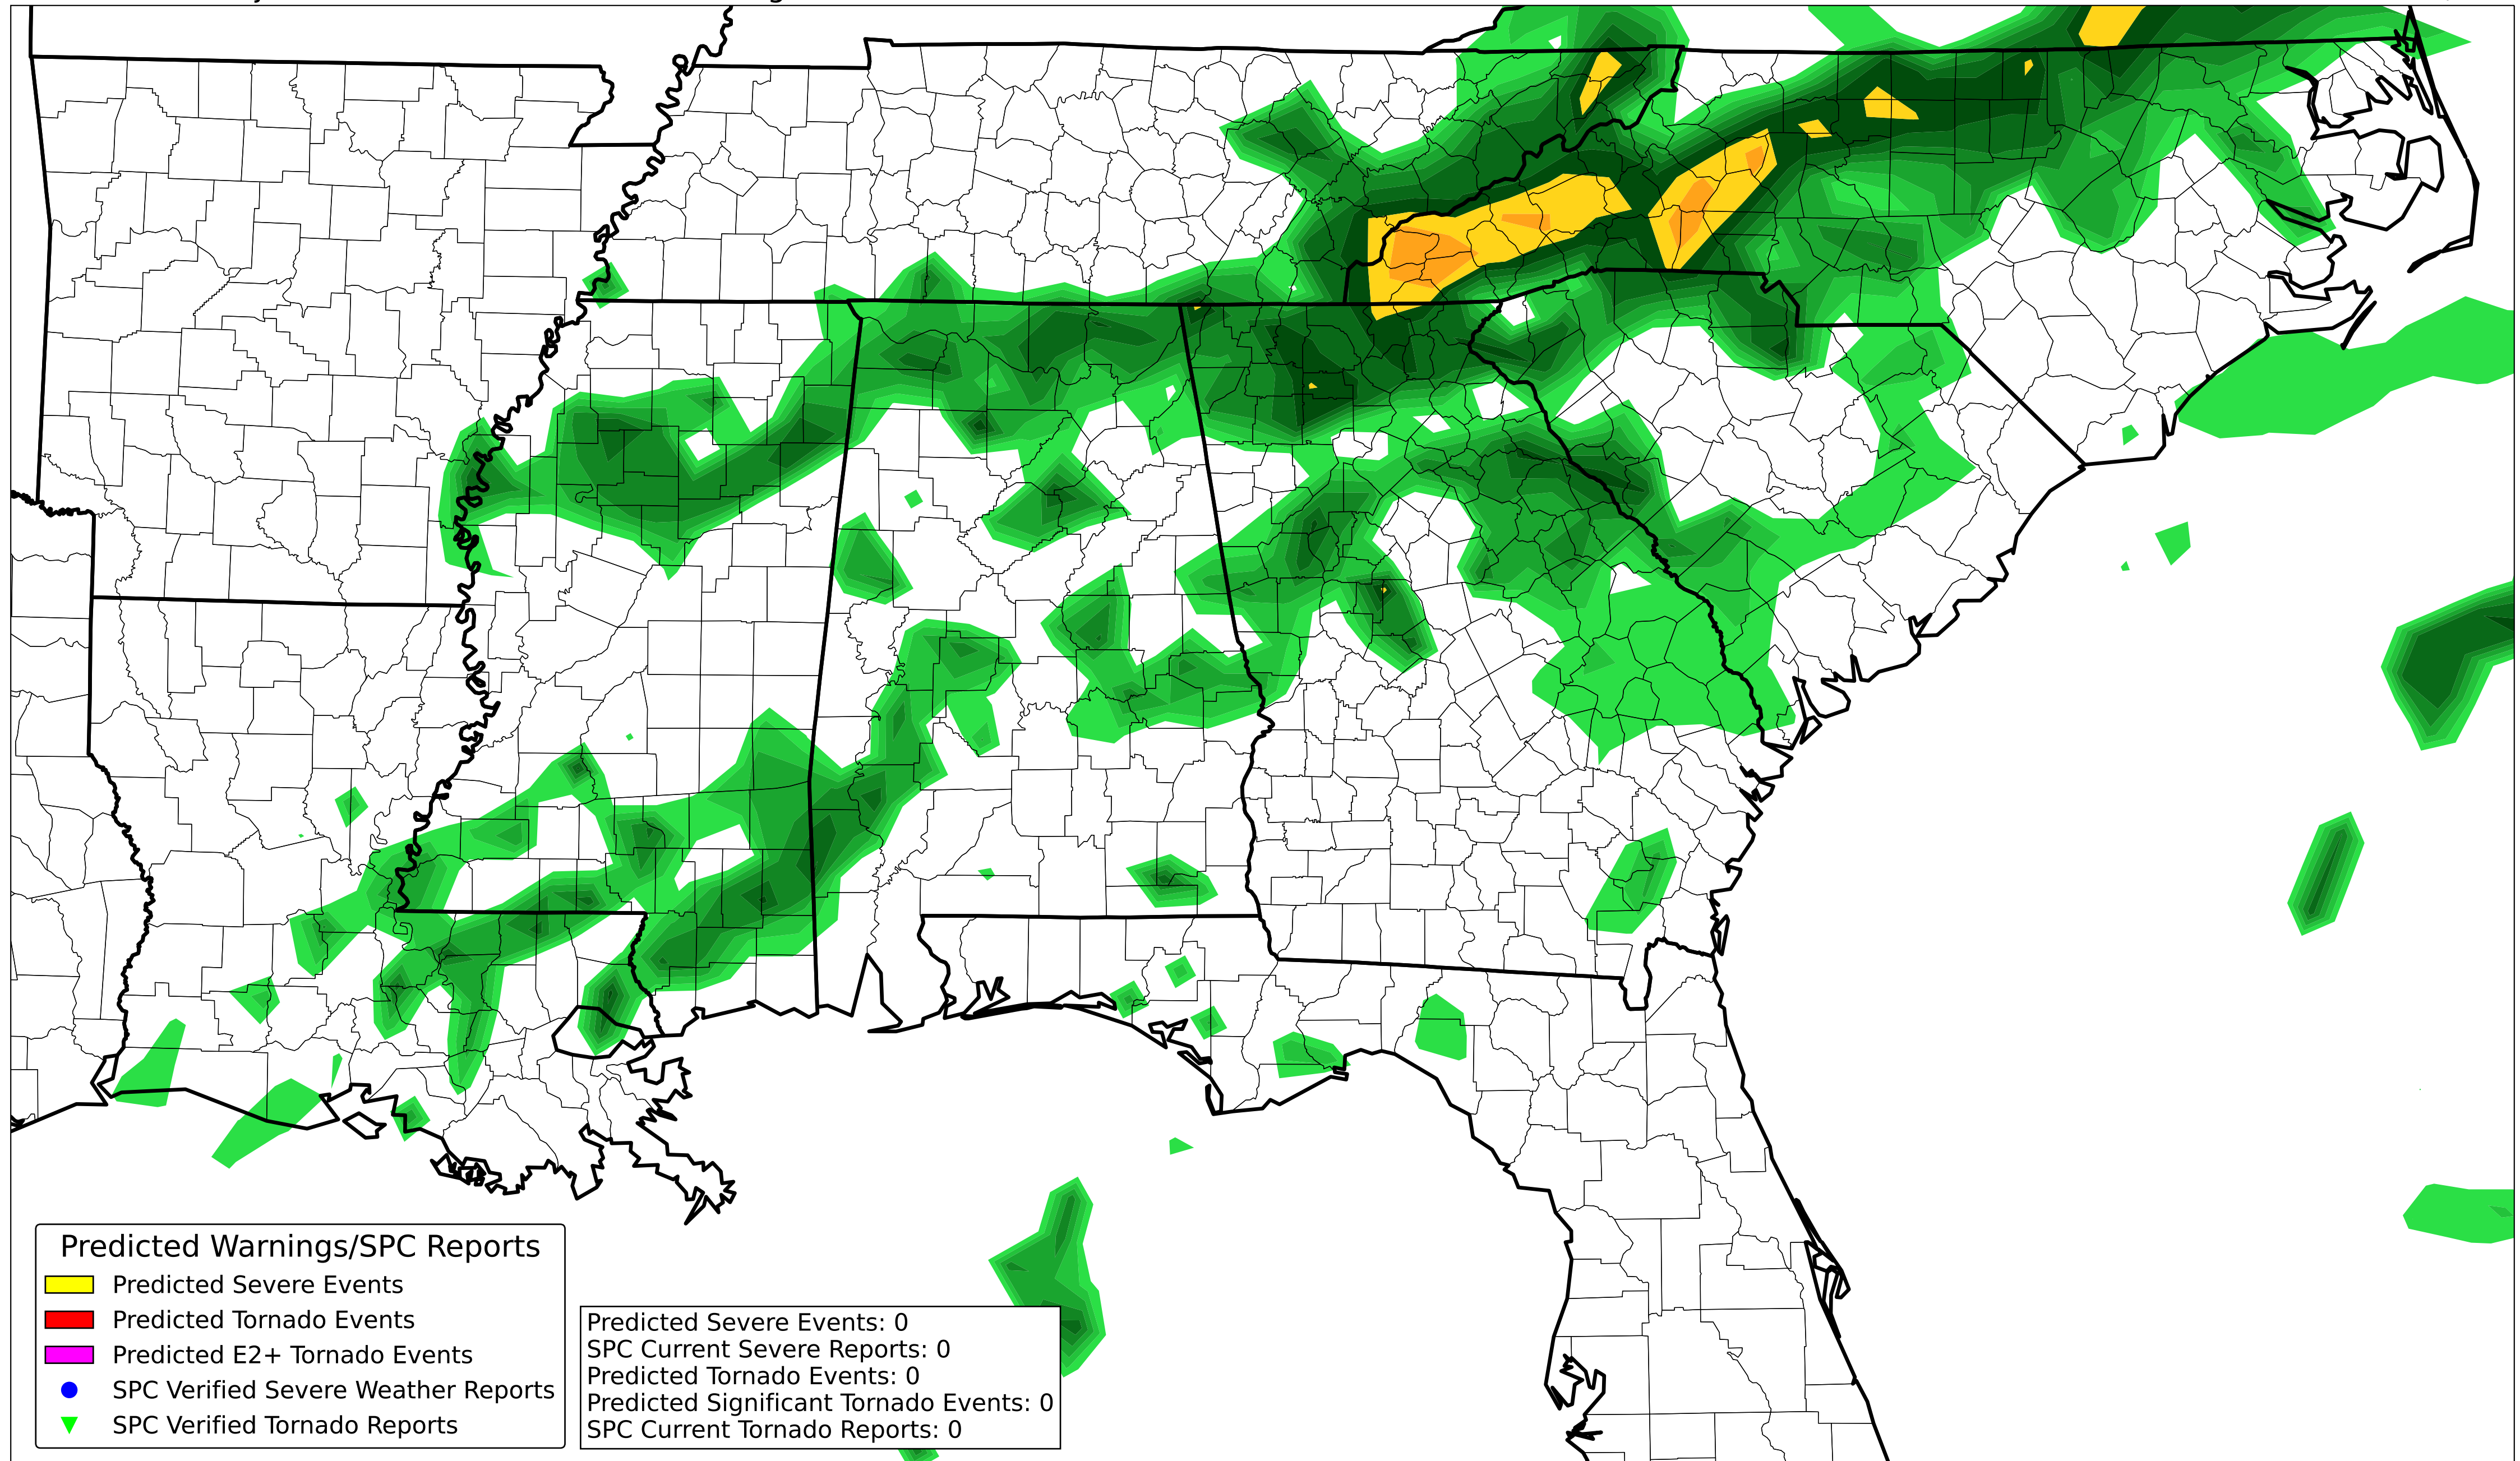 Predicted Warnings/SPC Reports
Predicted Severe Events
Predicted Tornado Events
Predicted E2+ Tornado Events
SPC Verified Severe Weather Reports
SPC Verified Tornado Reports
Predicted Severe Events: 0
SPC Current Severe Reports: 0
Predicted Tornado Events: 0
Predicted Significant Tornado Events: 0
SPC Current Tornado Reports: 0